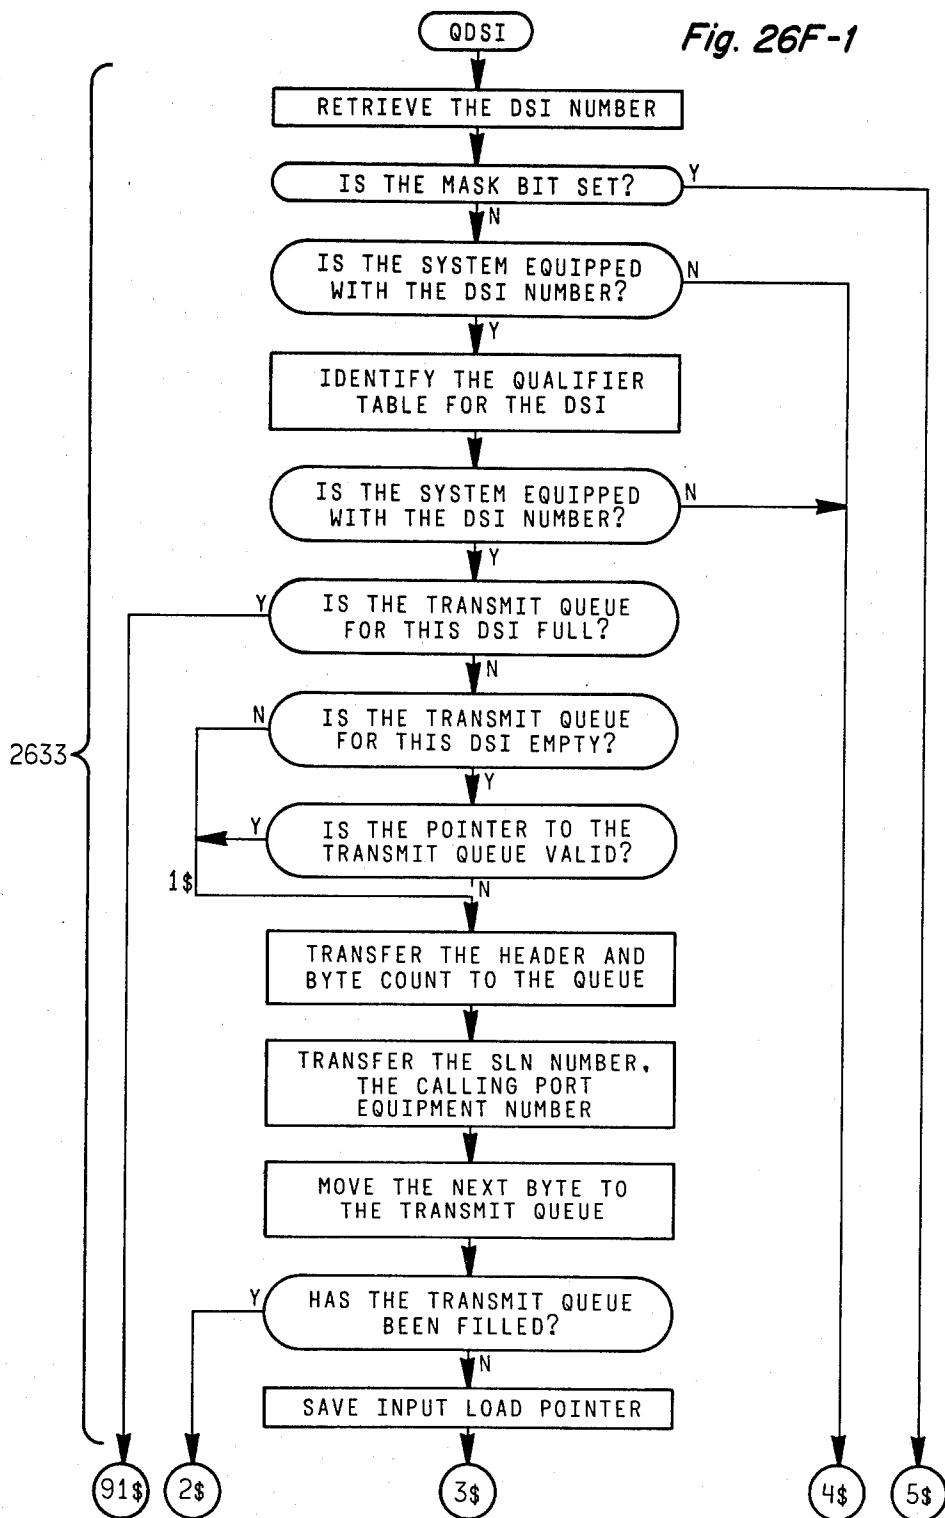 QDSI
Fig. 26F-1
RETRIEVE THE DSI NUMBER
IS THE MASK BIT SET?
Y
N
IS THE SYSTEM EQUIPPED
WITH THE DSI NUMBER?
N
Y
IDENTIFY THE QUALIFIER
TABLE FOR THE DSI
IS THE SYSTEM EQUIPPED
WITH THE DSI NUMBER?
N
Y
Y
IS THE TRANSMIT QUEUE
FOR THIS DSI FULL?
N
N
IS THE TRANSMIT QUEUE
FOR THIS DSI EMPTY?
2633
Y
Y
IS THE POINTER TO THE
TRANSMIT QUEUE VALID?
1$
N
TRANSFER THE HEADER AND
BYTE COUNT TO THE QUEUE
TRANSFER THE SLN NUMBER,
THE CALLING PORT
EQUIPMENT NUMBER
MOVE THE NEXT BYTE TO
THE TRANSMIT QUEUE
Y
HAS THE TRANSMIT QUEUE
BEEN FILLED?
N
SAVE INPUT LOAD POINTER
91$ 2$ 3$ 4$ 5$